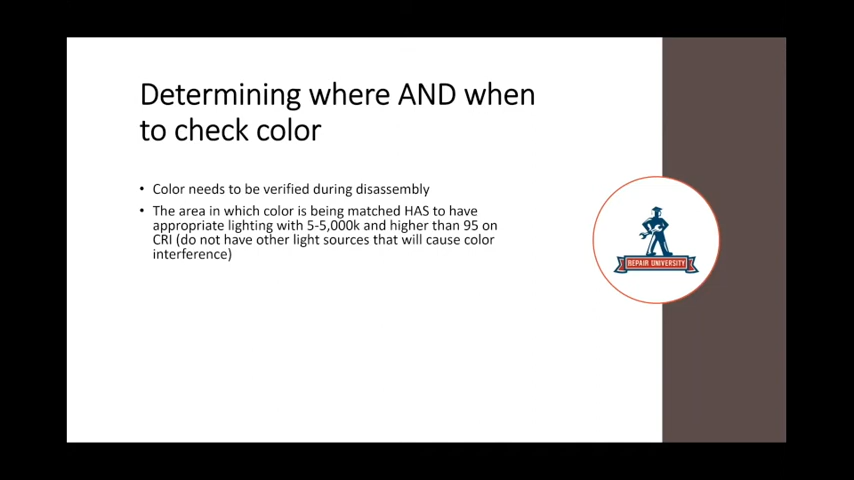 Determining where AND when
to check color
• Color needs to be verified during disassembly
• The area in which color is being matched HAS to have
appropriate lighting with 5-5,000k and higher than 95 on
CRI (do not have other light sources that will cause color
interference)
REPAIR UNIVERSITY